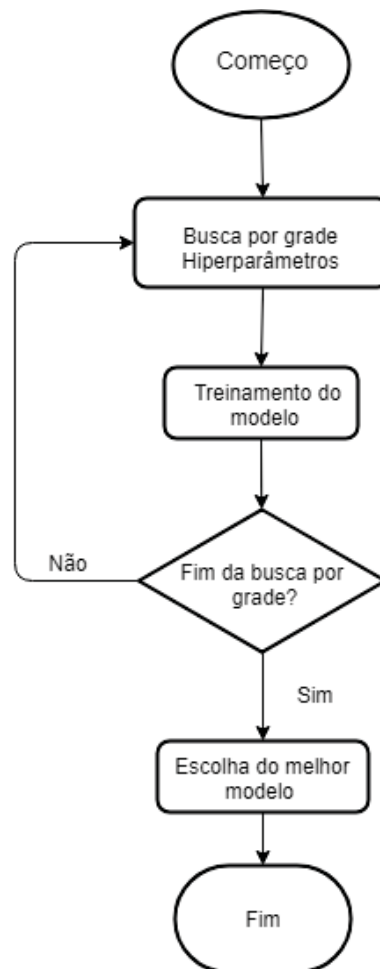 Começo
Busca por grade
Hiperparâmetros
Treinamento do
modelo
Não
Fim da busca por
grade?
Sim
Escolha do melhor
modelo
Fim